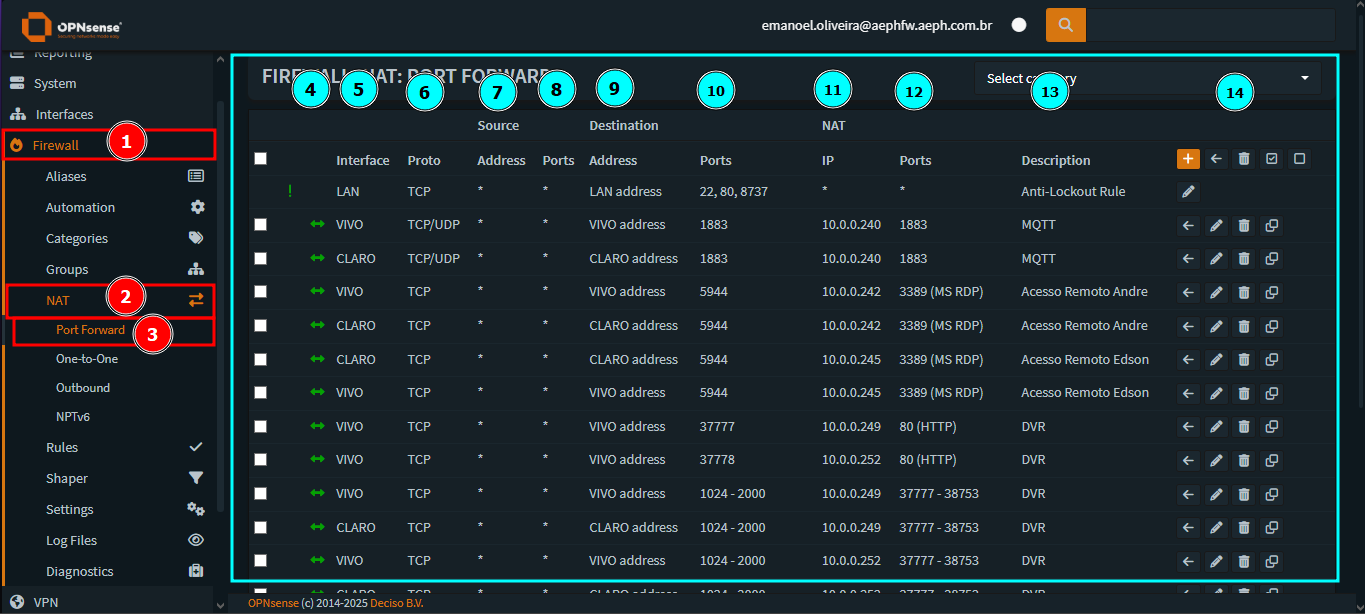 OPNsense
emanoel.oliveira@aephfw.aeph.com.br
Reporting
System
Interfaces
Firewall 1
Aliases
Automation
Categories
Groups
NAT 2
Port Forward 3
One-to-One
Outbound
NPTv6
Rules
Shaper
Settings
Log Files
Diagnostics
VPN
FIREWALL: NAT: PORT FORWARD
Select category
4 5 6 7 8 9 10 11 12 13 14
Source Destination NAT
Interface Proto Address Ports Address Ports IP Ports Description
! LAN TCP * * LAN address 22, 80, 8737 * * Anti-Lockout Rule
VIVO TCP/UDP * * VIVO address 1883 10.0.0.240 1883 MQTT
CLARO TCP/UDP * * CLARO address 1883 10.0.0.240 1883 MQTT
VIVO TCP * * VIVO address 5944 10.0.0.242 3389 (MS RDP) Acesso Remoto Andre
CLARO TCP * * CLARO address 5944 10.0.0.242 3389 (MS RDP) Acesso Remoto Andre
CLARO TCP * * CLARO address 5944 10.0.0.245 3389 (MS RDP) Acesso Remoto Edson
VIVO TCP * * VIVO address 5944 10.0.0.245 3389 (MS RDP) Acesso Remoto Edson
VIVO TCP * * VIVO address 37777 10.0.0.249 80 (HTTP) DVR
VIVO TCP * * VIVO address 37778 10.0.0.252 80 (HTTP) DVR
VIVO TCP * * VIVO address 1024 - 2000 10.0.0.249 37777 - 38753 DVR
CLARO TCP * * CLARO address 1024 - 2000 10.0.0.249 37777 - 38753 DVR
VIVO TCP * * VIVO address 1024 - 2000 10.0.0.252 37777 - 38753 DVR
OPNsense (c) 2014-2025 Deciso B.V.